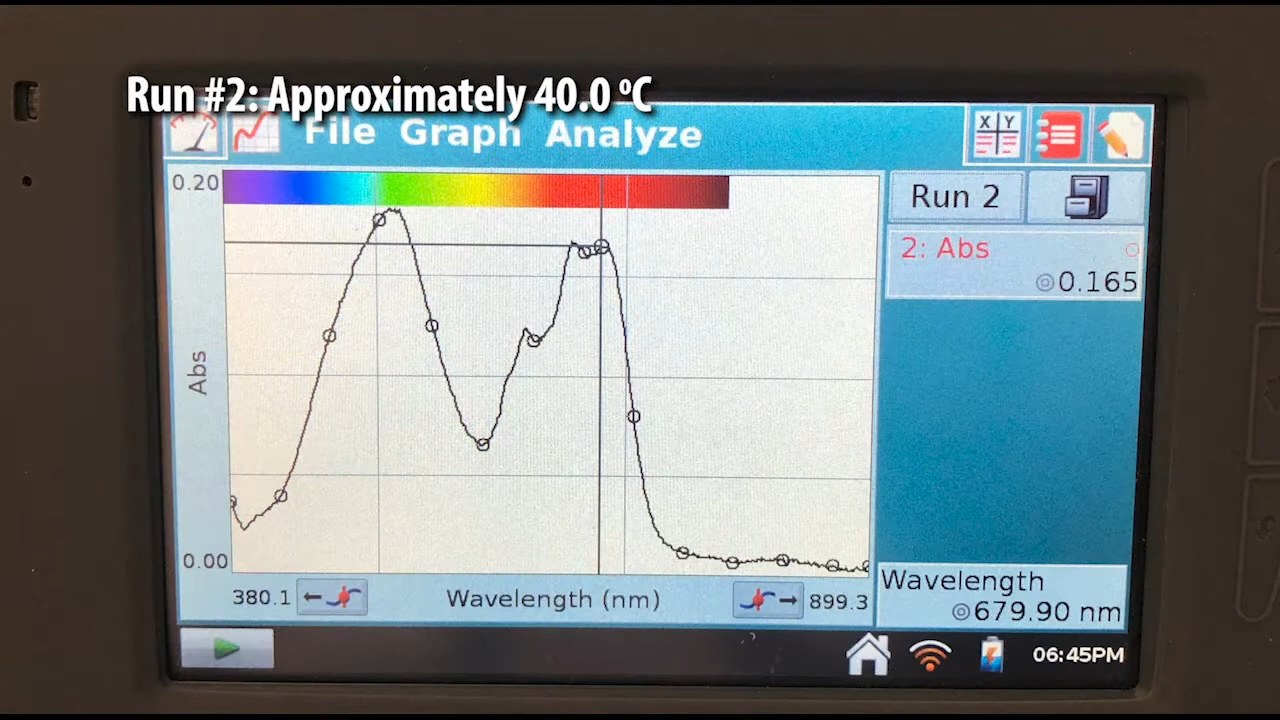 Run #2: Approximately 40.0 ºC
File Graph Analyze
X Y
0.20
Run 2
2: Abs
0.165
Abs
0.00
Wavelength
679.90 nm
380.1
Wavelength (nm)
899.3
06:45PM